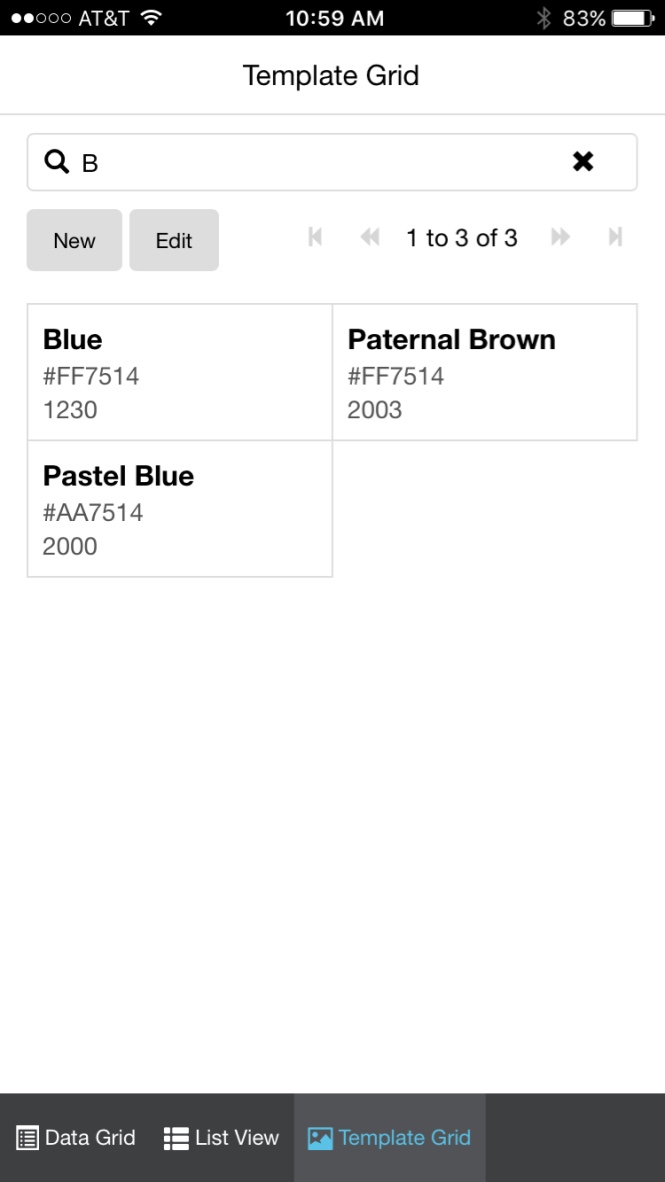 AT&T 10:59 AM 83%
Template Grid
B
New Edit 1 to 3 of 3
Blue
#FF7514
1230
Paternal Brown
#FF7514
2003
Pastel Blue
#AA7514
2000
Data Grid List View Template Grid